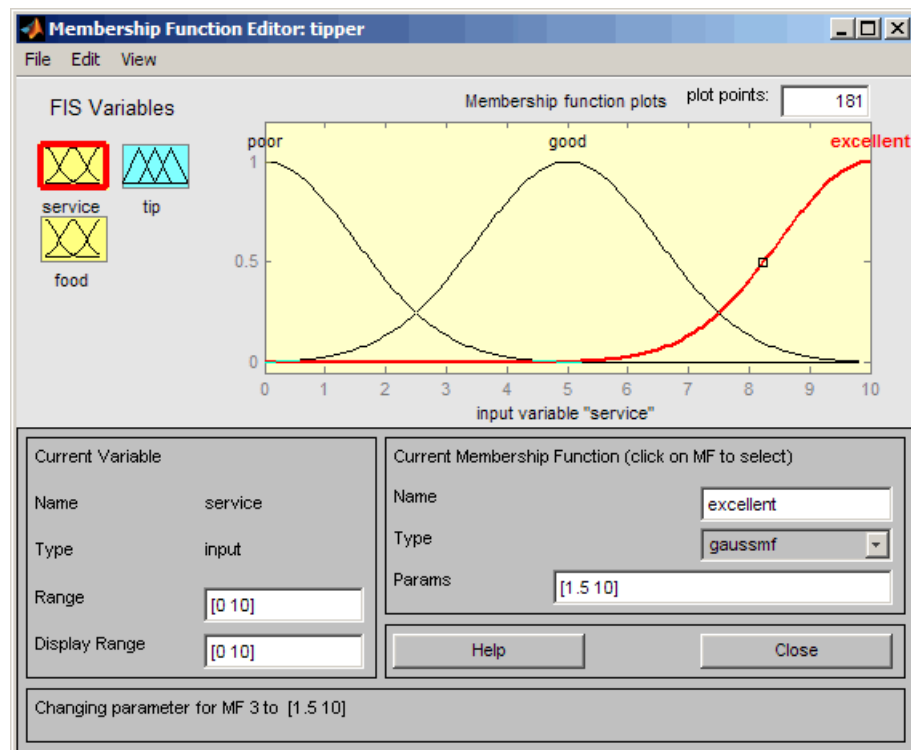 Membership Function Editor: tipper
File Edit View
FIS Variables
Membership function plots plot points: 181
service tip
food
poor good excellent
1
0.5
0
0 1 2 3 4 5 6 7 8 9 10
input variable "service"
Current Variable
Name service
Type input
Range [0 10]
Display Range [0 10]
Current Membership Function (click on MF to select)
Name excellent
Type gaussmf
Params [1.5 10]
Help Close
Changing parameter for MF 3 to [1.5 10]